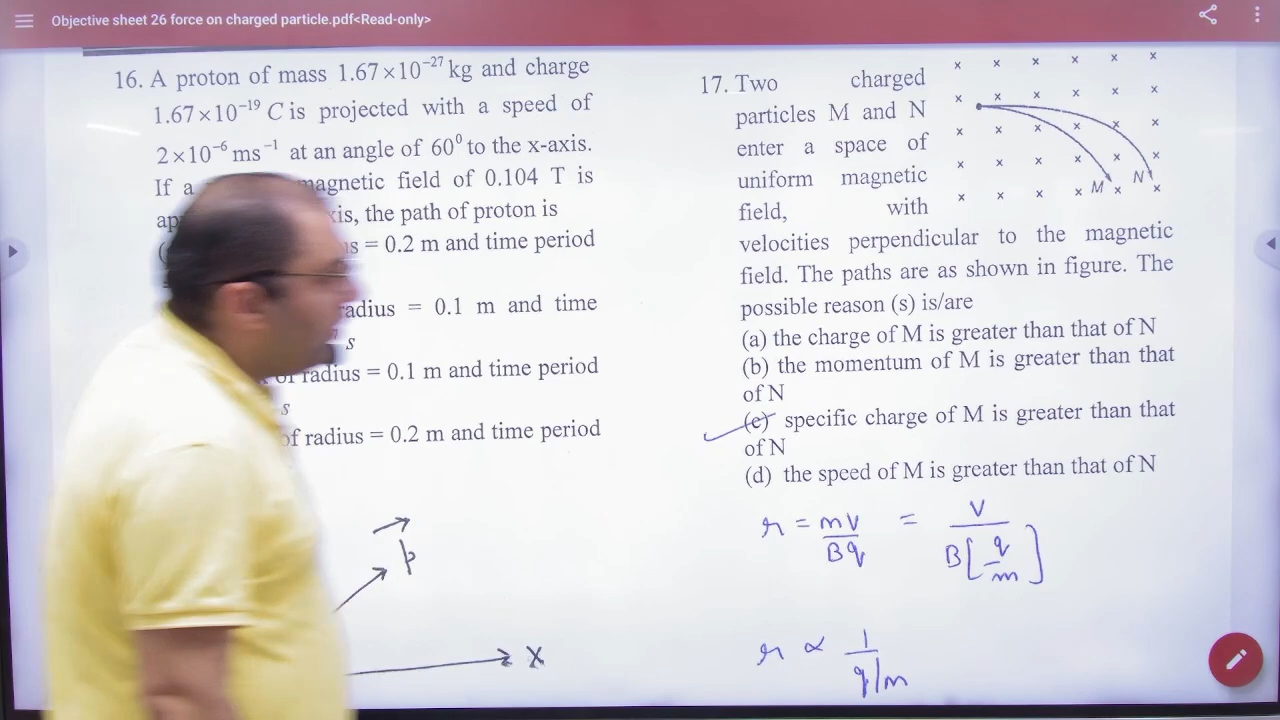 Objective sheet 26 force on charged particle.pdf<Read-only>
16. A proton of mass 1.67×10⁻²⁷ kg and charge
1.67×10⁻¹⁹ C is projected with a speed of
2×10⁻⁶ ms⁻¹ at an angle of 60⁰ to the x-axis.
If a magnetic field of 0.104 T is
the path of proton is
= 0.2 m and time period
radius = 0.1 m and time
s
radius = 0.1 m and time period
s
of radius = 0.2 m and time period
p
X
17. Two charged
particles M and N
enter a space of
uniform magnetic
field, with
velocities perpendicular to the magnetic
field. The paths are as shown in figure. The
possible reason (s) is/are
(a) the charge of M is greater than that of N
(b) the momentum of M is greater than that
of N
(c) specific charge of M is greater than that
of N
(d) the speed of M is greater than that of N
M N
r = mv/Bq = v/B[q/m]
r ∝ 1/q/m